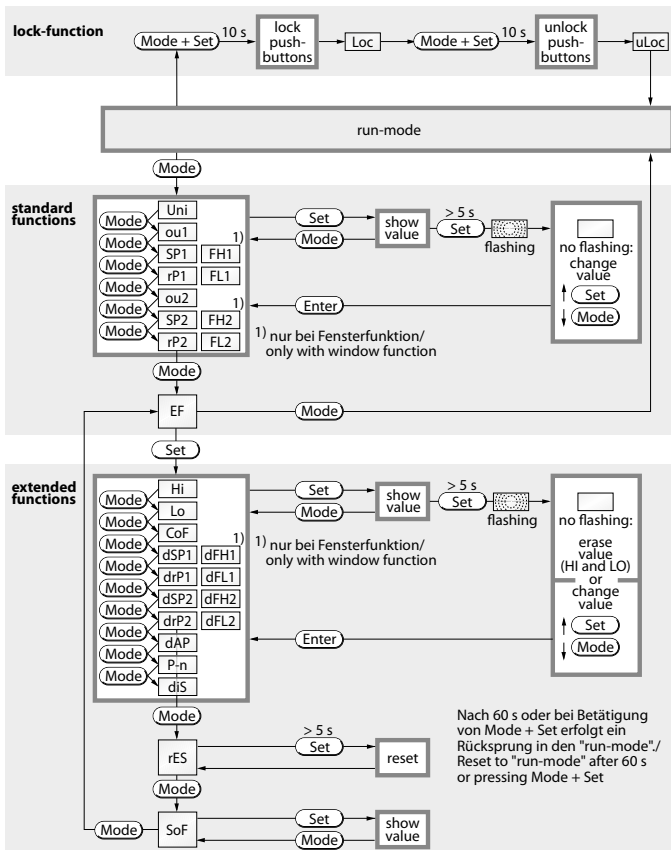 lock-function
Mode + Set
10 s
lock
push-
buttons
Loc
Mode + Set
10 s
unlock
push-
buttons
uLoc
run-mode
Mode
standard
functions
Mode
Mode
Mode
Mode
Mode
Mode
Uni
ou1
1)
SP1 FH1
rP1 FL1
ou2
1)
SP2 FH2
rP2 FL2
Set
Mode
show
value
> 5 s
Set
flashing
no flashing:
change
value
Set
Mode
Enter
1) nur bei Fensterfunktion/
only with window function
Mode
EF
Mode
Set
extended
functions
Mode
Mode
Mode
Mode
Mode
Mode
Mode
Mode
Mode
Hi
Lo
CoF
1)
dSP1 dFH1
drP1 dFL1
dSP2 dFH2
drP2 dFL2
dAP
P-n
diS
Set
Mode
show
value
> 5 s
Set
flashing
no flashing:
erase
value
(HI and LO)
or
change
value
Set
Mode
1) nur bei Fensterfunktion/
only with window function
Enter
Mode
Nach 60 s oder bei Betätigung
von Mode + Set erfolgt ein
Rücksprung in den "run-mode"./
Reset to "run-mode" after 60 s
or pressing Mode + Set
rES
> 5 s
Set
reset
Mode
Mode
SoF
Set
Mode
show
value